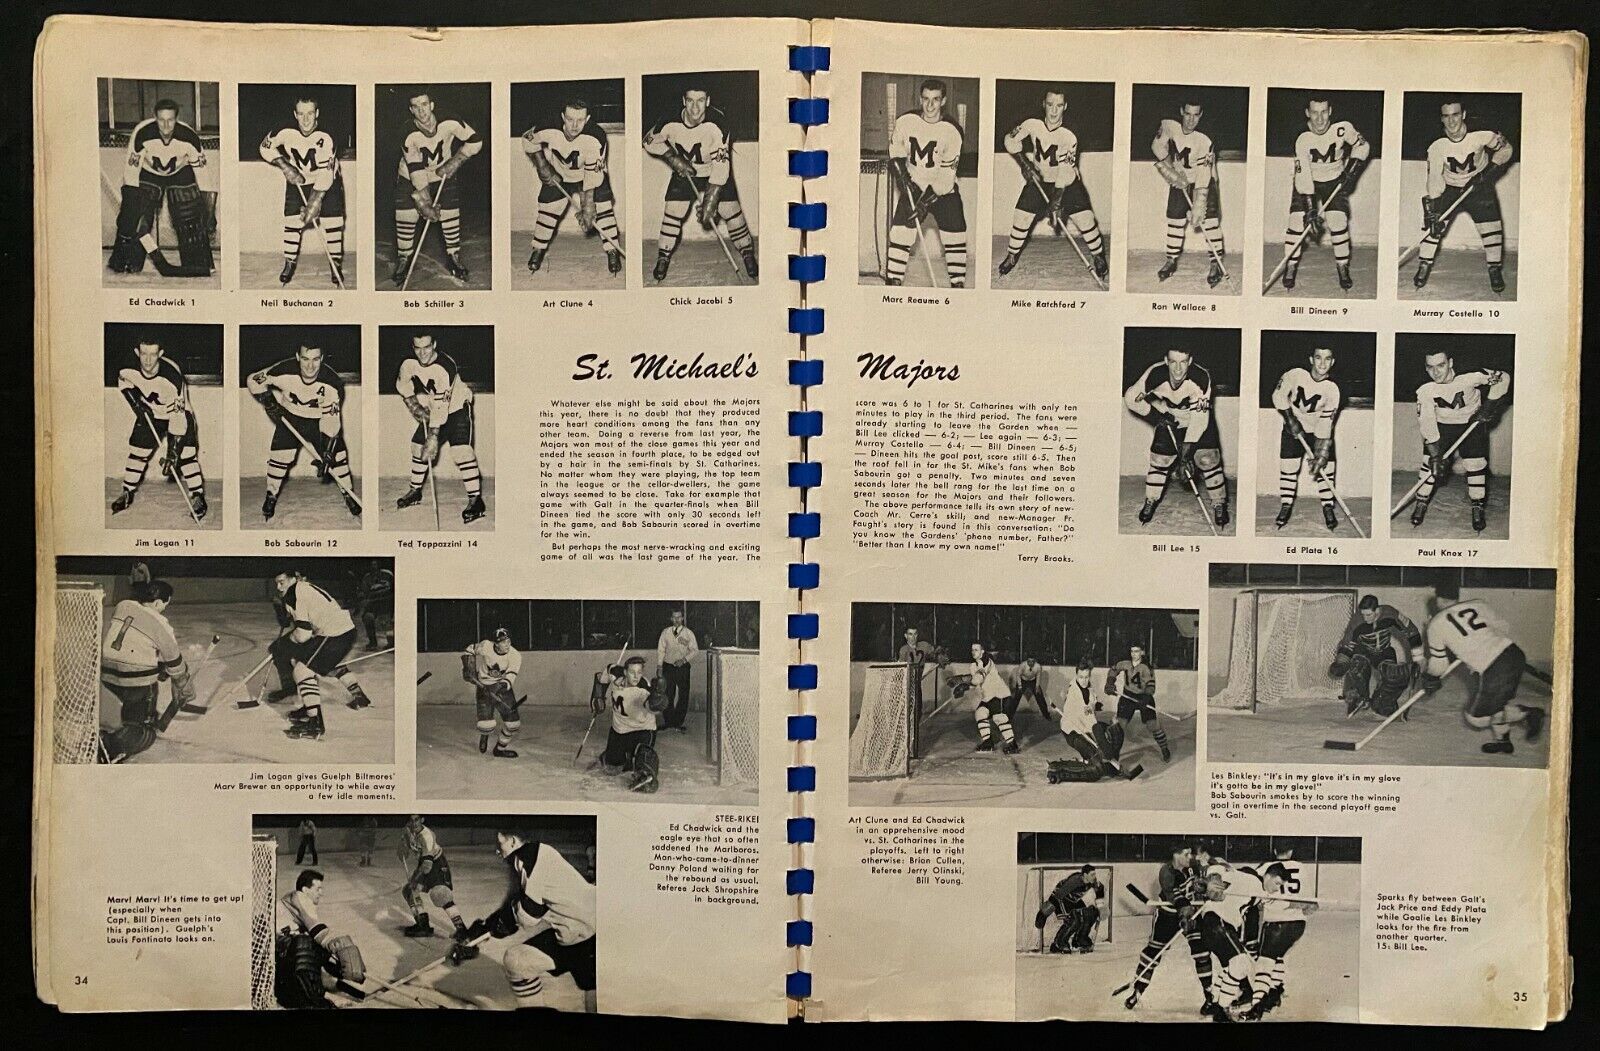 Ed Chadwick 1
Neil Buchanan 2
Bob Schiller 3
Art Clune 4
Chick Jacobi 5
Jim Logan 11
Bob Sabourin 12
Ted Toppazzini 14
St. Michael's
Whatever else might be said about the Majors
this year, there is no doubt that they produced
more heart conditions among the fans than any
other team. Doing a reverse from last year, the
Majors won most of the close games this year and
ended the season in fourth place, to be edged out
by a hair in the semi-finals by St. Catharines.
No matter whom they were playing, the top team
in the league or the cellar-dwellers, the game
always seemed to be close. Take for example that
game with Galt in the quarter-finals when Bill
Dineen tied the score with only 30 seconds left
in the game, and Bob Sabourin scored in overtime
for the win.
But perhaps the most nerve-wracking and exciting
game of all was the last game of the year. The
Jim Logan gives Guelph Biltmores'
Marv Brewer an opportunity to while away
a few idle moments.
STEE-RIKE!
Ed Chadwick and the
eagle eye that so often
saddened the Marlboros.
Man-who-came-to-dinner
Danny Poland waiting for
the rebound as usual.
Referee Jack Shropshire
in background.
Marv! Marv! It's time to get up!
(especially when
Capt. Bill Dineen gets into
this position). Guelph's
Louis Fontinato looks on.
34
Marc Reaume 6
Mike Ratchford 7
Ron Wallace 8
Bill Dineen 9
Murray Costello 10
Bill Lee 15
Ed Plata 16
Paul Knox 17
Majors
score was 6 to 1 for St. Catharines with only ten
minutes to play in the third period. The fans were
already starting to leave the Garden when —
Bill Lee clicked — 6-2; — Lee again — 6-3; —
Murray Costello — 6-4; — Bill Dineen — 6-5;
— Dineen hits the goal post, score still 6-5. Then
the roof fell in for the St. Mike's fans when Bob
Sabourin got a penalty. Two minutes and seven
seconds later the bell rang for the last time on a
great season for the Majors and their followers.
The above performance tells its own story of new-
Coach Mr. Cerre's skill; and new-Manager Fr.
Faught's story is found in this conversation: "Do
you know the Gardens' 'phone number, Father?"
"Better than I know my own name!"
Terry Brooks.
Les Binkley: "it's in my glove it's in my glove
it's gotta be in my glove!"
Bob Sabourin smokes by to score the winning
goal in overtime in the second playoff game
vs. Galt.
Art Clune and Ed Chadwick
in an apprehensive mood
vs. St. Catharines in the
playoffs. Left to right
otherwise: Brian Cullen,
Referee Jerry Olinski,
Bill Young.
Sparks fly between Galt's
Jack Price and Eddy Plata
while Goalie Les Binkley
looks for the fire from
another quarter.
15: Bill Lee.
35
M
M
A
M
M
M
M
M
M
C
M
M
M
A
M
M
M
1
12
14
12
15